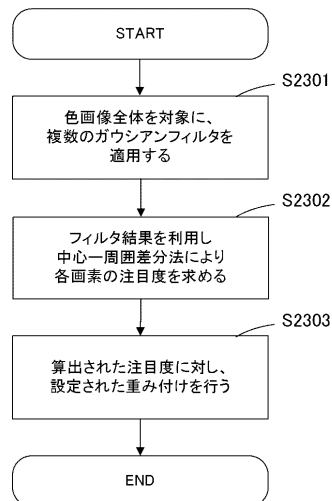 START
S2301
色画像全体を対象に、
複数のガウシアンフィルタを
適用する
S2302
フィルタ結果を利用し
中心ー周囲差分法により
各画素の注目度を求める
S2303
算出された注目度に対し、
設定された重み付けを行う
END